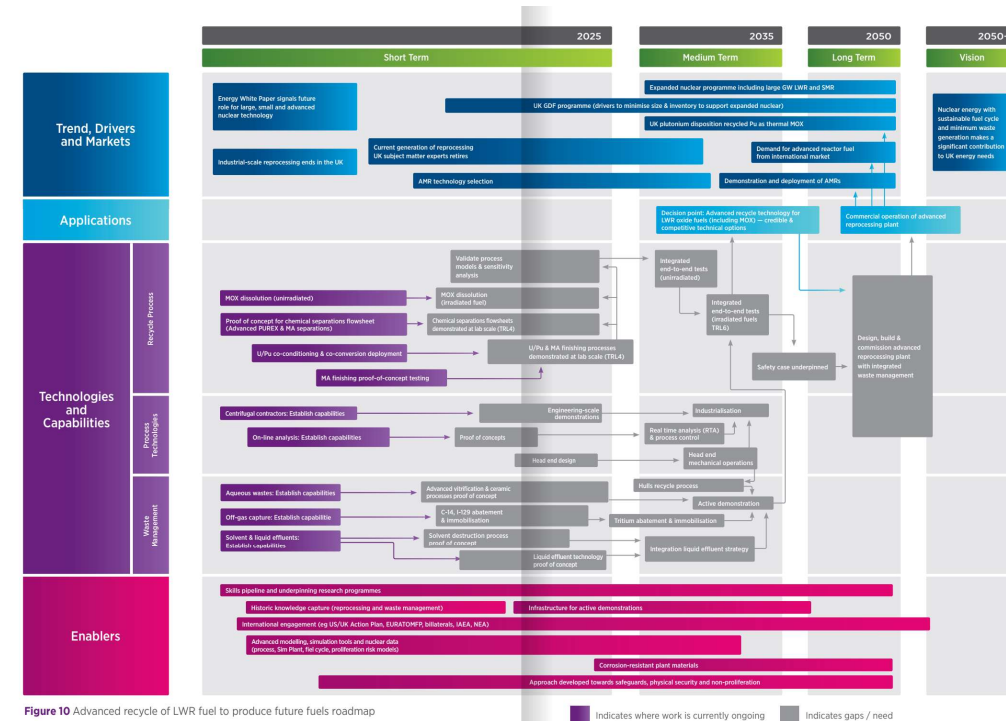 2025
2035
2050
2050+
Short Term
Medium Term
Long Term
Vision
Trend, Drivers
and Markets
Energy White Paper signals future
role for large, small and advanced
nuclear technology
Industrial-scale reprocessing ends in the UK
Expanded nuclear programme including large GW LWR and SMR
UK GDF programme (drivers to minimise size & inventory to support expanded nuclear)
UK plutonium disposition recycled Pu as thermal MOX
Current generation of reprocessing
UK subject matter experts retires
Demand for advanced reactor fuel
from international market
AMR technology selection
Demonstration and deployment of AMRs
Nuclear energy with
sustainable fuel cycle
and minimum waste
generation makes a
significant contribution
to UK energy needs
Applications
Decision point: Advanced recycle technology for
LWR oxide fuels (including MOX) — credible &
competitive technical options
Commercial operation of advanced
reprocessing plant
Technologies
and
Capabilities
Recycle Process
Validate process
models & sensitivity
analysis
Integrated
end-to-end tests
(unirradiated)
MOX dissolution (unirradiated)
MOX dissolution
(irradiated fuel)
Integrated
end-to-end tests
(irradiated fuels
TRL6)
Proof of concept for chemical separations flowsheet
(Advanced PUREX & MA separations)
Chemical separations flowsheets
demonstrated at lab scale (TRL4)
U/Pu co-conditioning & co-conversion deployment
U/Pu & MA finishing processes
demonstrated at lab scale (TRL4)
MA finishing proof-of-concept testing
Safety case underpinned
Design, build &
commission advanced
reprocessing plant
with integrated
waste management
Process
Technologies
Centrifugal contractors: Establish capabilities
Engineering-scale
demonstrations
Industrialisation
On-line analysis: Establish capabilities
Proof of concepts
Real time analysis (RTA)
& process control
Head end design
Head end
mechanical operations
Waste
Management
Hulls recycle process
Aqueous wastes: Establish capabilities
Advanced vitrification & ceramic
processes proof of concept
Active demonstration
Off-gas capture: Establish capabilitie
C-14, I-129 abatement
& immobilisation
Tritium abatement & immobilisation
Solvent & liquid effluents:
Establish capabilities
Solvent destruction process
proof of concept
Liquid effluent technology
proof of concept
Integration liquid effluent strategy
Enablers
Skills pipeline and underpinning research programmes
Historic knowledge capture (reprocessing and waste management)
Infrastructure for active demonstrations
International engagement (eg US/UK Action Plan, EURATOMFP, bilaterals, IAEA, NEA)
Advanced modelling, simulation tools and nuclear data
(process, Sim Plant, fiel cycle, proliferation risk models)
Corrosion-resistant plant materials
Approach developed towards safeguards, physical security and non-proliferation
Figure 10 Advanced recycle of LWR fuel to produce future fuels roadmap
Indicates where work is currently ongoing
Indicates gaps / need